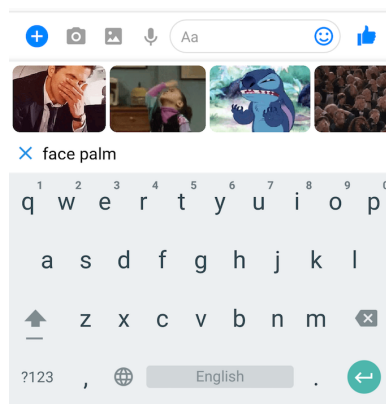 Aa
face palm
1 2 3 4 5 6 7 8 9 0
q w e r t y u i o p
a s d f g h j k l
z x c v b n m
?123 , English .